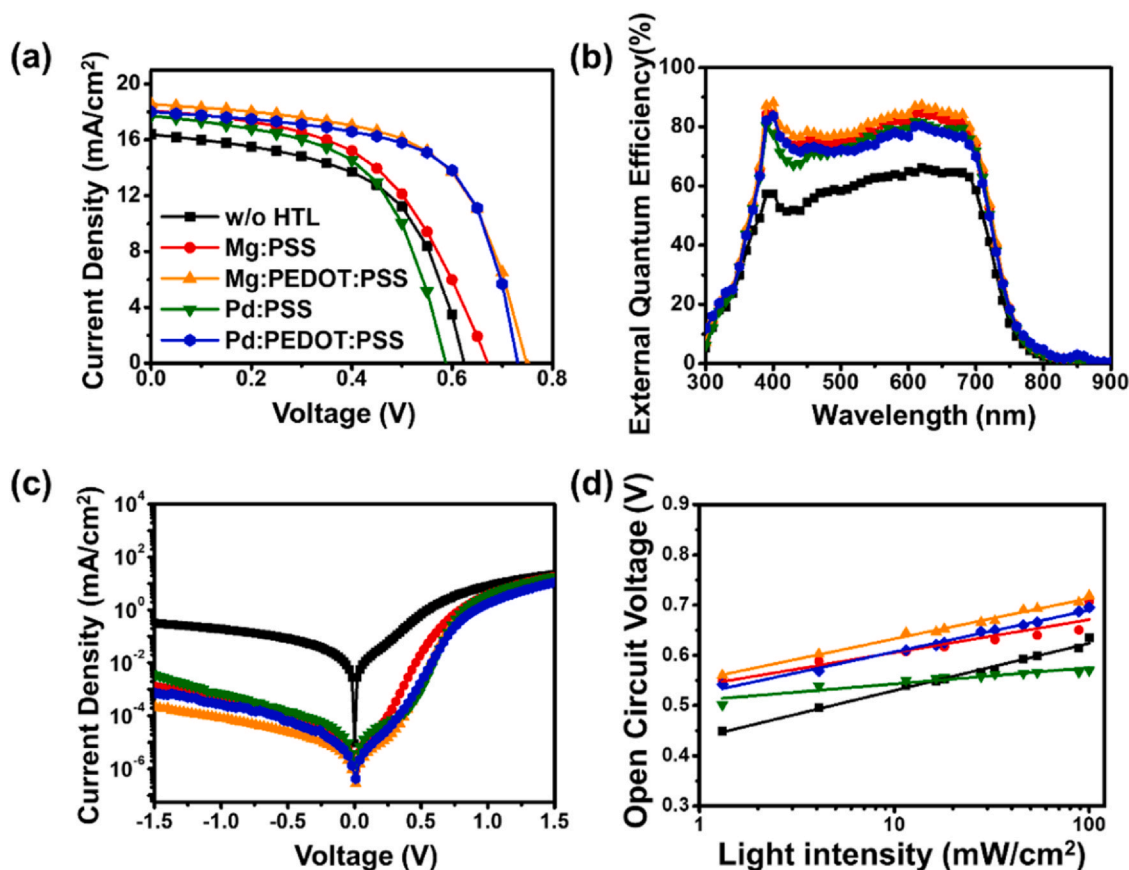 (a)
Current Density (mA/cm²)
20
16
12
8
4
0
w/o HTL
Mg:PSS
Mg:PEDOT:PSS
Pd:PSS
Pd:PEDOT:PSS
0.0 0.2 0.4 0.6 0.8
Voltage (V)
(b)
External Quantum Efficiency(%)
100
80
60
40
20
0
300 400 500 600 700 800 900
Wavelength (nm)
(c)
Current Density (mA/cm²)
10⁴
10²
10⁰
10⁻²
10⁻⁴
10⁻⁶
-1.5 -1.0 -0.5 0.0 0.5 1.0 1.5
Voltage (V)
(d)
Open Circuit Voltage (V)
0.9
0.8
0.7
0.6
0.5
0.4
0.3
1 10 100
Light intensity (mW/cm²)